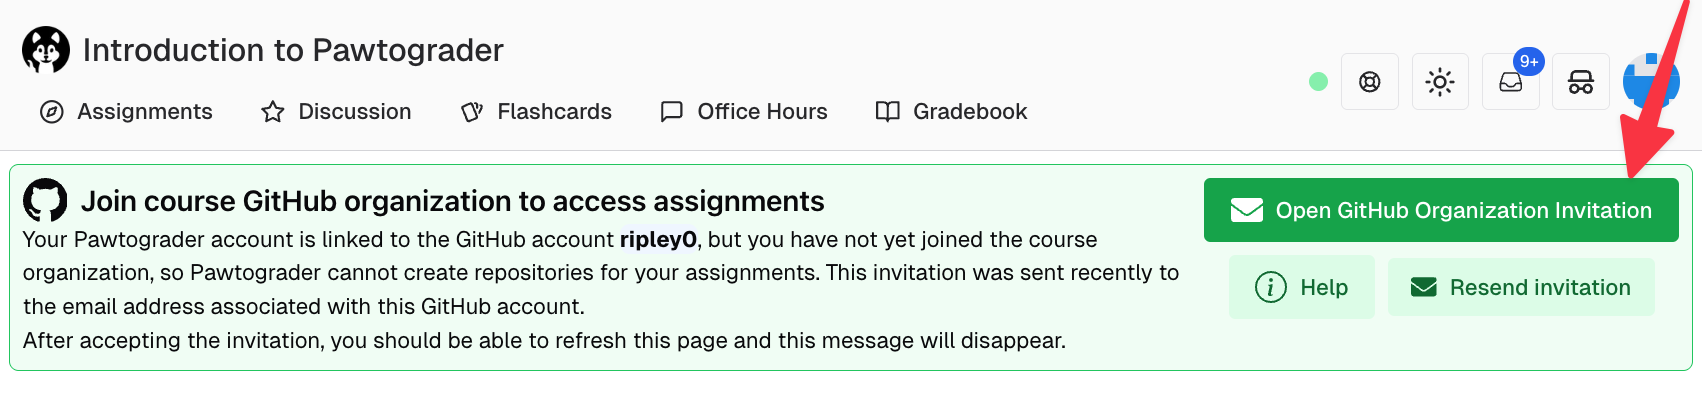 Introduction to Pawtograder
9+
Assignments Discussion Flashcards Office Hours Gradebook
Join course GitHub organization to access assignments
Your Pawtograder account is linked to the GitHub account ripley0, but you have not yet joined the course
organization, so Pawtograder cannot create repositories for your assignments. This invitation was sent recently to
the email address associated with this GitHub account.
After accepting the invitation, you should be able to refresh this page and this message will disappear.
Open GitHub Organization Invitation
Help Resend invitation